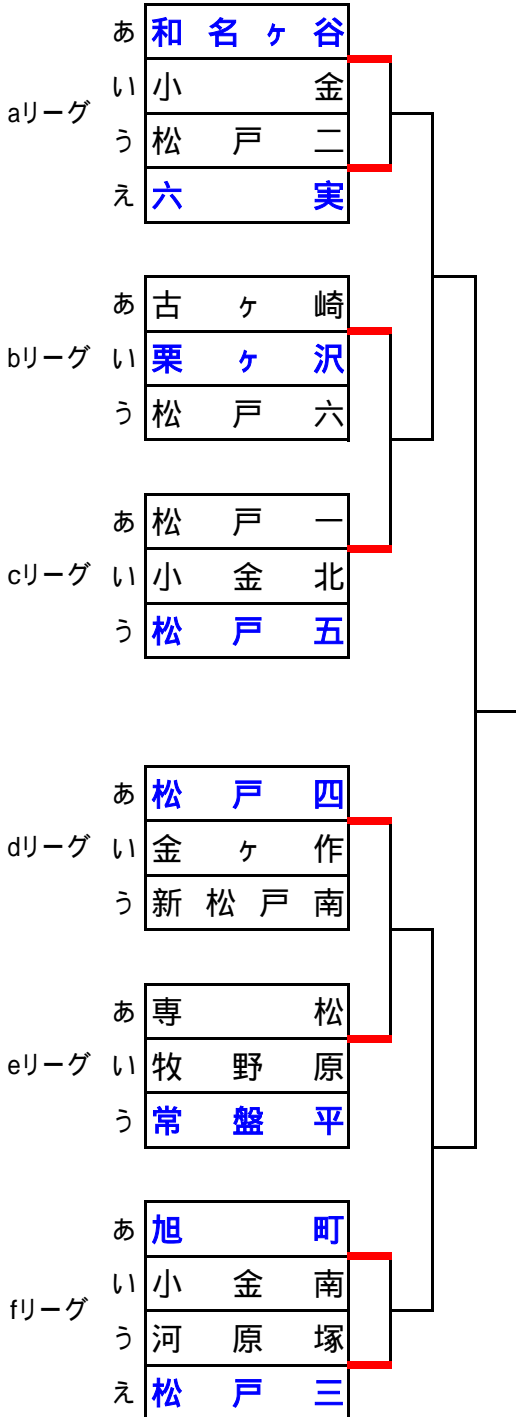 aリーグ
あ 和名ヶ谷
い 小金
う 松戸二
え 六実
bリーグ
あ 古ヶ崎
い 栗ヶ沢
う 松戸六
cリーグ
あ 松戸一
い 小金北
う 松戸五
dリーグ
あ 松戸四
い 金ヶ作
う 新松戸南
eリーグ
あ 専松
い 牧野原
う 常盤平
fリーグ
あ 旭町
い 小金南
う 河原塚
え 松戸三